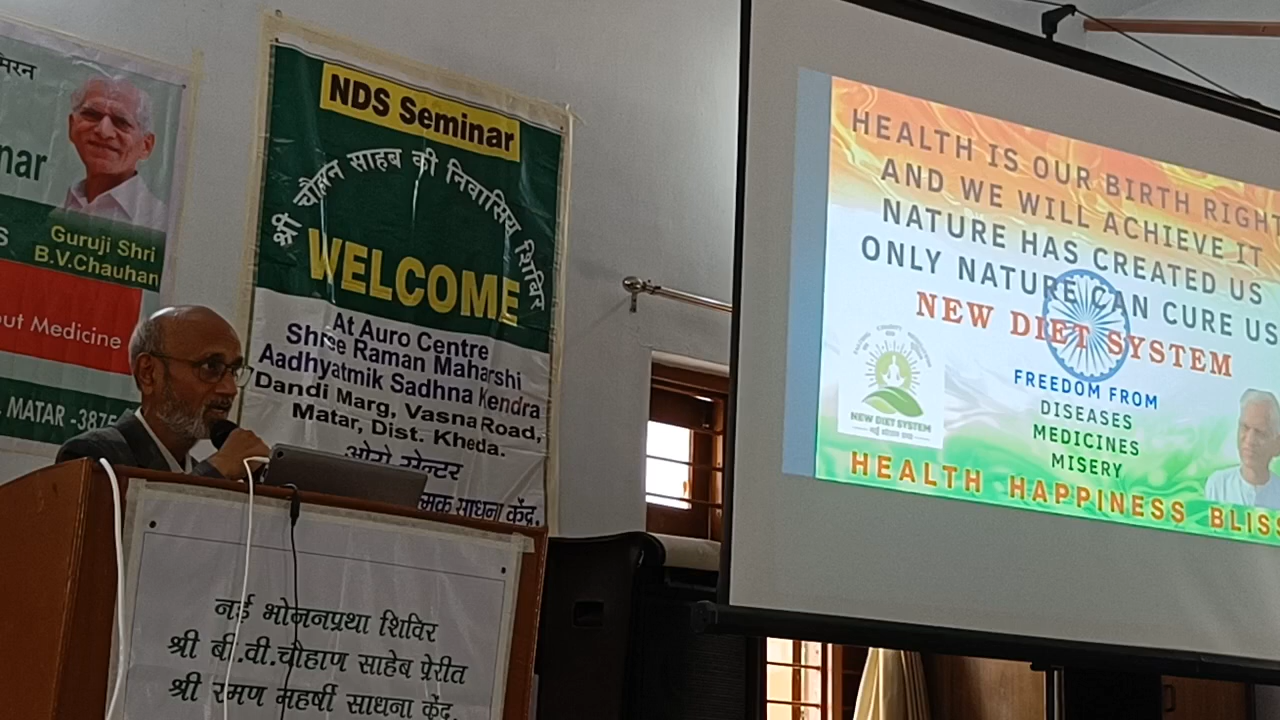 मिरन
nar
S
Guruji Shri
B.V.Chauhan
out Medicine
, MATAR -3875
NDS Seminar
श्री चौहान साहब की निवासिय शिविर
WELCOME
At Auro Centre
Shree Raman Maharshi
Aadhyatmik Sadhna Kendra
Dandi Marg, Vasna Road,
Matar, Dist. Kheda.
ओरो सेन्टर
मक साधना केंद्र.
नई भोजनप्रथा शिविर
श्री बी.वी.चौहाण साहेब प्रेरीत
श्री रमण महर्षी साधना केंद्र.
HEALTH IS OUR BIRTH RIGHT
AND WE WILL ACHIEVE IT
NATURE HAS CREATED US
ONLY NATURE CAN CURE US
NEW DIET SYSTEM
FREEDOM FROM
DISEASES
MEDICINES
MISERY
NEW DIET SYSTEM
HEALTH HAPPINESS BLISS